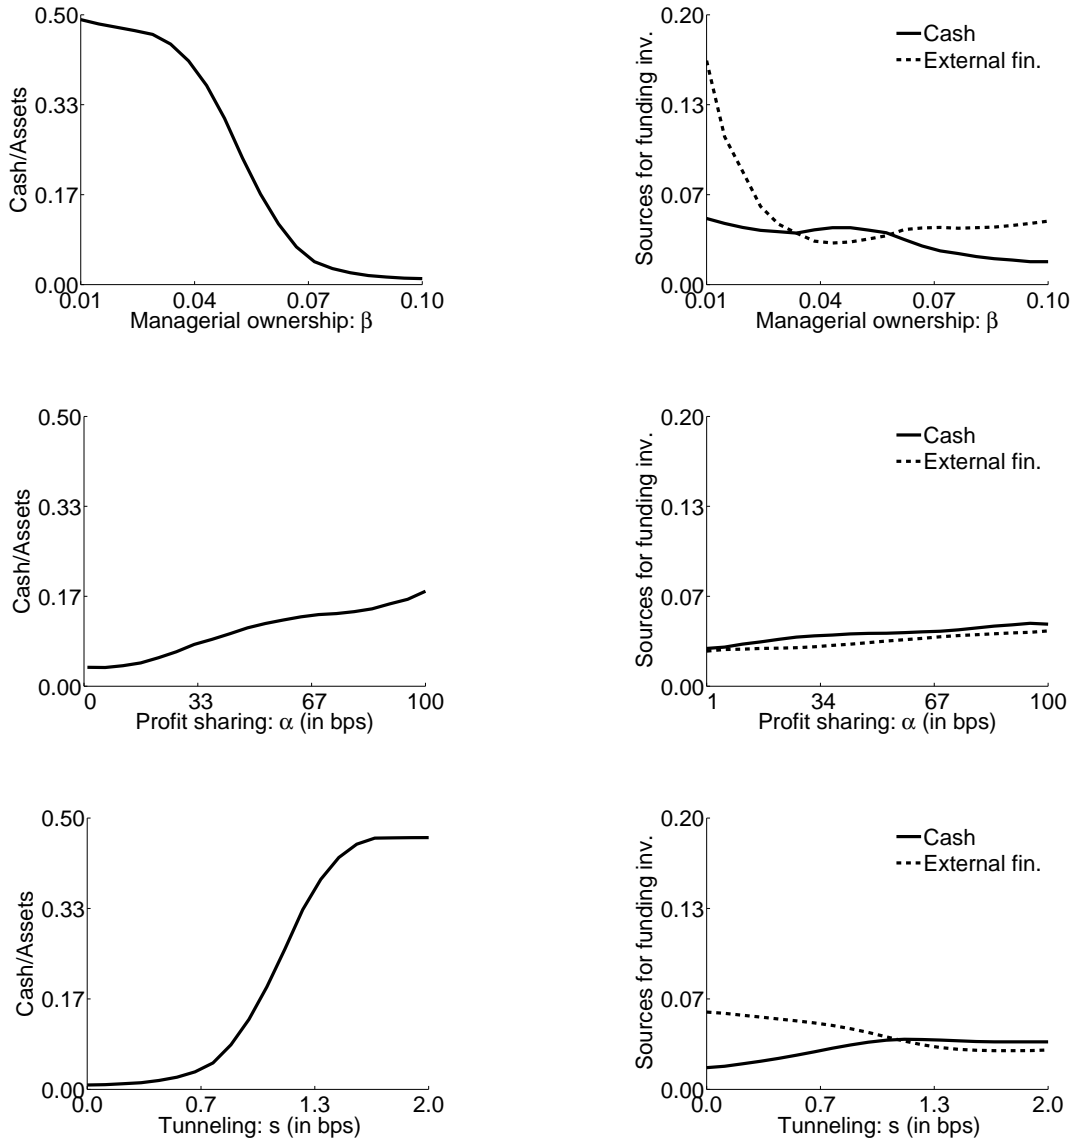 Cash/Assets
0.50
0.33
0.17
0.00
0.01 0.04 0.07 0.10
Managerial ownership: β
Sources for funding inv.
0.20
0.13
0.07
0.00
Cash
External fin.
0.01 0.04 0.07 0.10
Managerial ownership: β
Cash/Assets
0.50
0.33
0.17
0.00
0 33 67 100
Profit sharing: α (in bps)
Sources for funding inv.
0.20
0.13
0.07
0.00
Cash
External fin.
1 34 67 100
Profit sharing: α (in bps)
Cash/Assets
0.50
0.33
0.17
0.00
0.0 0.7 1.3 2.0
Tunneling: s (in bps)
Sources for funding inv.
0.20
0.13
0.07
0.00
Cash
External fin.
0.0 0.7 1.3 2.0
Tunneling: s (in bps)